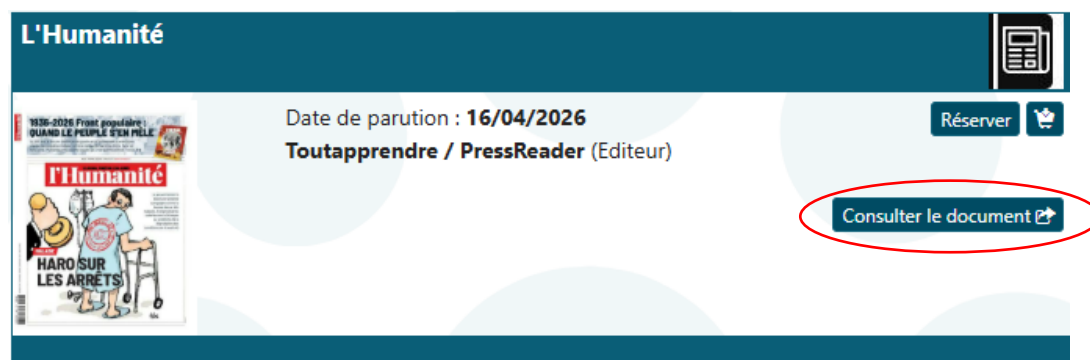 L'Humanité
Date de parution : 16/04/2026
Réserver
Toutapprendre / PressReader (Editeur)
Consulter le document
1936-2026 Front populaire :
QUAND LE PEUPLE S'EN MÊLE
l'Humanité
HARO SUR
LES ARRÊTS